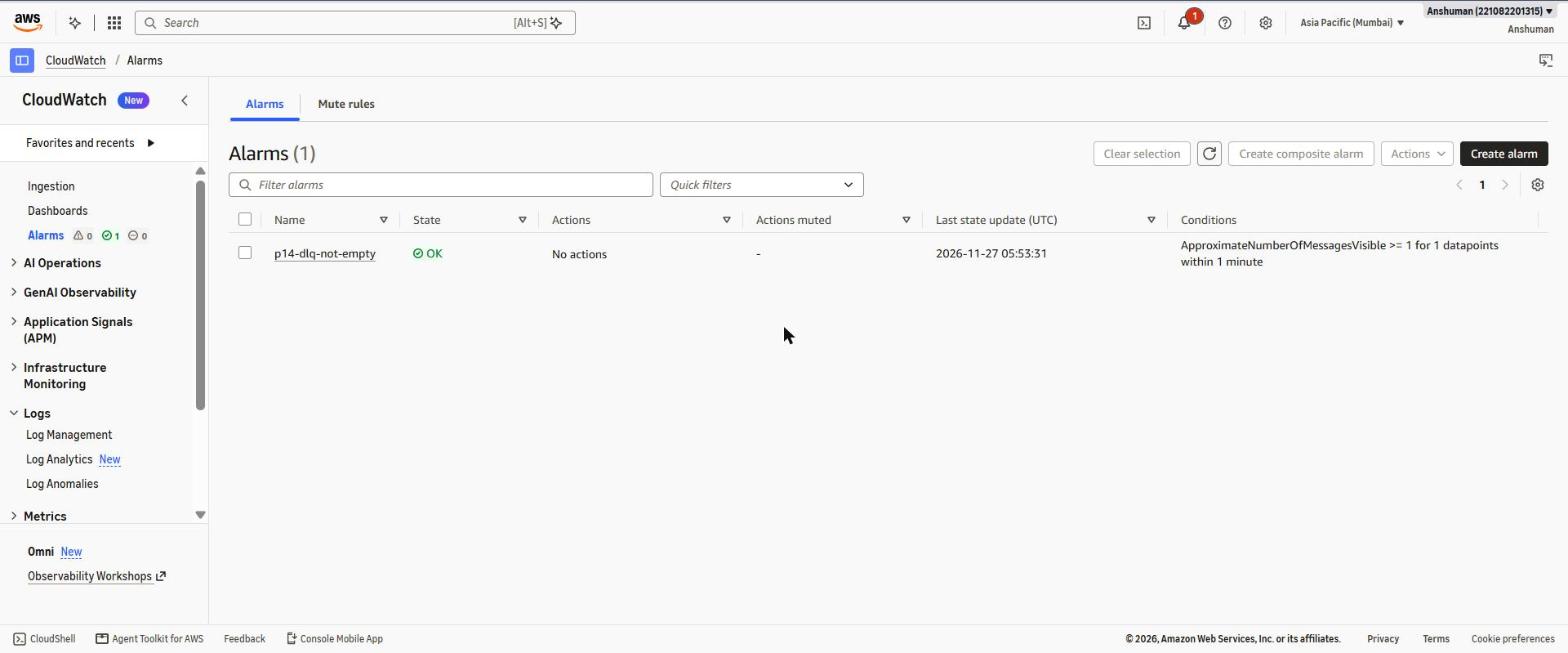 aws
Search [Alt+S]
1
Asia Pacific (Mumbai)
Anshuman (221082201315)
Anshuman
CloudWatch / Alarms
CloudWatch New
Favorites and recents
Ingestion
Dashboards
Alarms 0 1 0
AI Operations
GenAI Observability
Application Signals
(APM)
Infrastructure
Monitoring
Logs
Log Management
Log Analytics New
Log Anomalies
Metrics
Omni New
Observability Workshops
Alarms Mute rules
Alarms (1)
Clear selection Create composite alarm Actions Create alarm
Filter alarms Quick filters 1
Name State Actions Actions muted Last state update (UTC) Conditions
p14-dlq-not-empty OK No actions - 2026-11-27 05:53:31 ApproximateNumberOfMessagesVisible >= 1 for 1 datapoints
within 1 minute
CloudShell Agent Toolkit for AWS Feedback Console Mobile App © 2026, Amazon Web Services, Inc. or its affiliates. Privacy Terms Cookie preferences